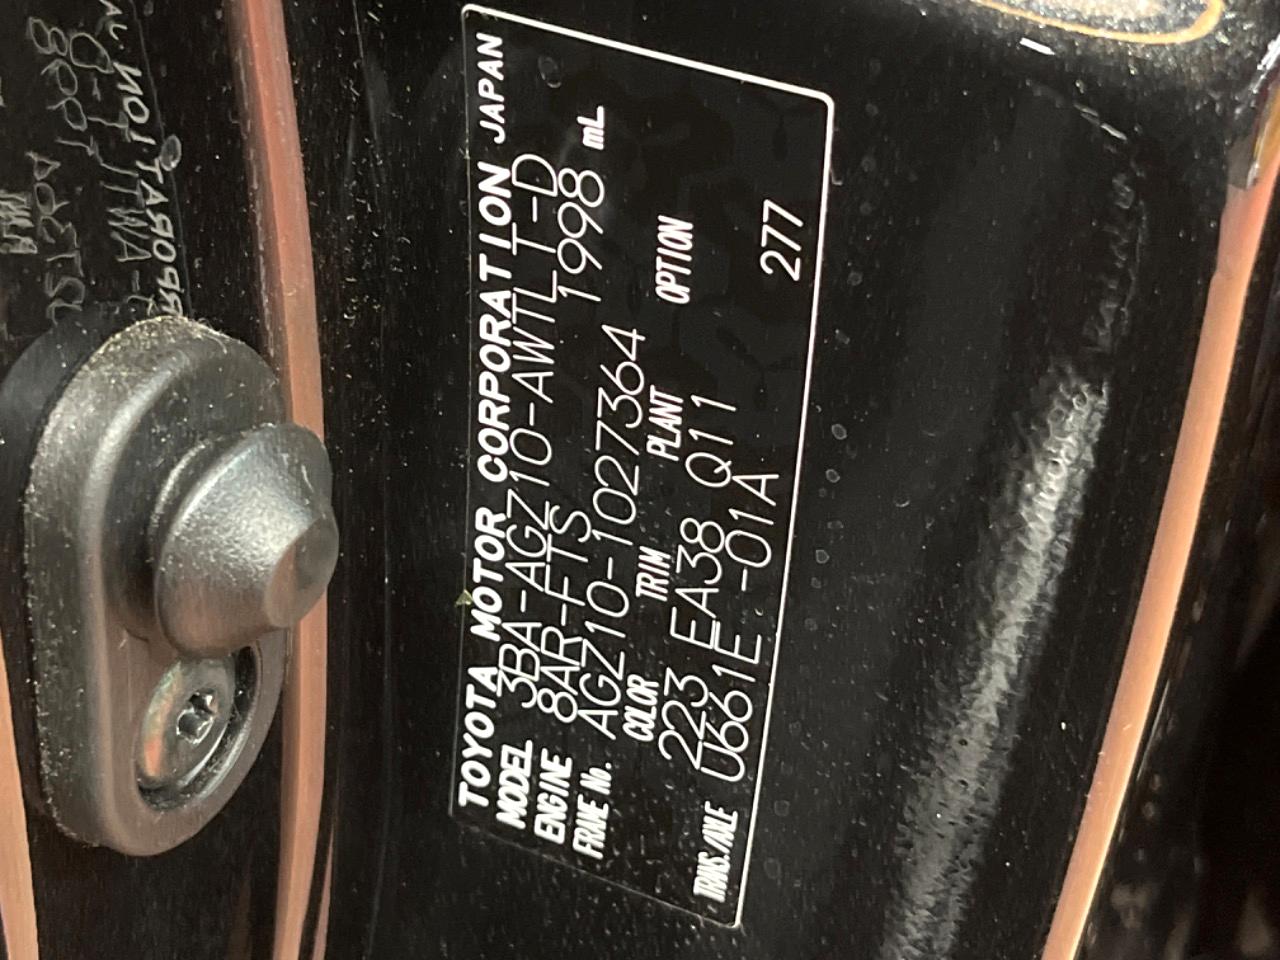 TOYOTA MOTOR CORPORATION JAPAN
MODEL 3BA-AGZ10-AWTLT-D
ENGINE 8AR-FTS 1998 mL
FRAME No. AGZ10-1027364
COLOR TRIM PLANT OPTION
223 EA38 Q11
TRANS./AXLE U661E -01A 277